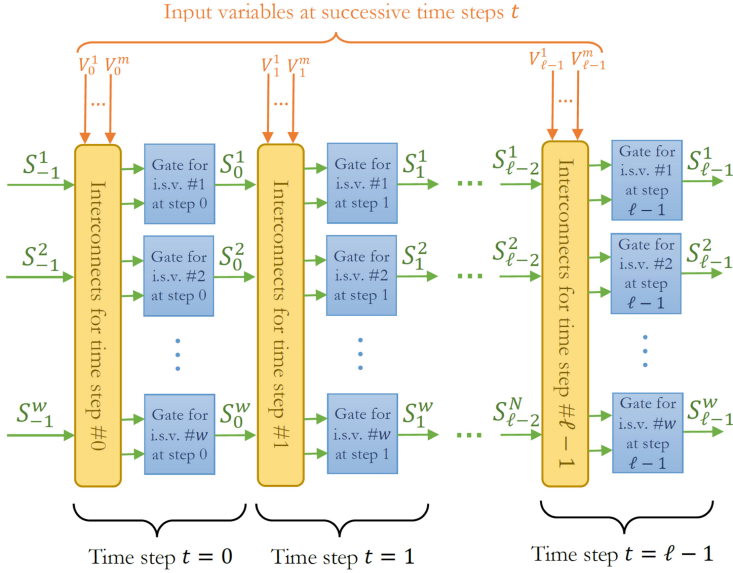 Input variables at successive time steps t
V_0^1 ... V_0^m
V_1^1 ... V_1^m
V_{ℓ−1}^1 ... V_{ℓ−1}^m
S_{−1}^1
S_{−1}^2
S_{−1}^w
Interconnects for time step #0
Gate for
i.s.v. #1
at step 0
Gate for
i.s.v. #2
at step 0
⋮
Gate for
i.s.v. #w
at step 0
S_0^1
S_0^2
S_0^w
Interconnects for time step #1
Gate for
i.s.v. #1
at step 1
Gate for
i.s.v. #2
at step 1
⋮
Gate for
i.s.v. #w
at step 1
S_1^1 ... S_{ℓ−2}^1
S_1^2 ... S_{ℓ−2}^2
S_1^w ... S_{ℓ−2}^N
Interconnects for time step #ℓ − 1
Gate for
i.s.v. #1
at step
ℓ − 1
Gate for
i.s.v. #2
at step
ℓ − 1
⋮
Gate for
i.s.v. #w
at step
ℓ − 1
S_{ℓ−1}^1
S_{ℓ−1}^2
S_{ℓ−1}^w
Time step t = 0
Time step t = 1
Time step t = ℓ − 1